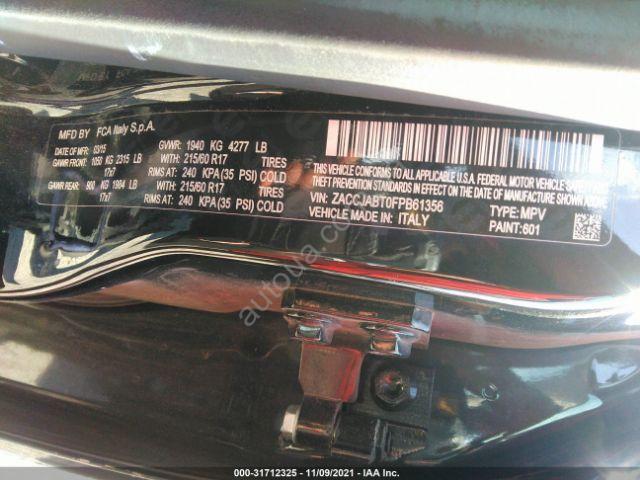 MFD BY FCA Italy S.p.A.
DATE OF MFR: 03/15 GVWR: 1940 KG 4277 LB
GAWR FRONT: 1050 KG 2315 LB WITH: 215/60 R17 TIRES
17x7 RIMS AT: 240 KPA(35 PSI) COLD
GAWR REAR: 900 KG 1984 LB WITH: 215/60 R17 TIRES
17x7 RIMS AT: 240 KPA(35 PSI) COLD
THIS VEHICLE CONFORMS TO ALL APPLICABLE U.S.A. FEDERAL MOTOR VEHICLE SAFETY, AND
THEFT PREVENTION STANDARDS IN EFFECT ON THE DATE OF MANUFACTURE SHOWN ABOVE
VIN: ZACCJABT0FPB61356 TYPE: MPV
VEHICLE MADE IN: ITALY PAINT:601
autoua.com
000-31712325 - 11/09/2021 - IAA Inc.